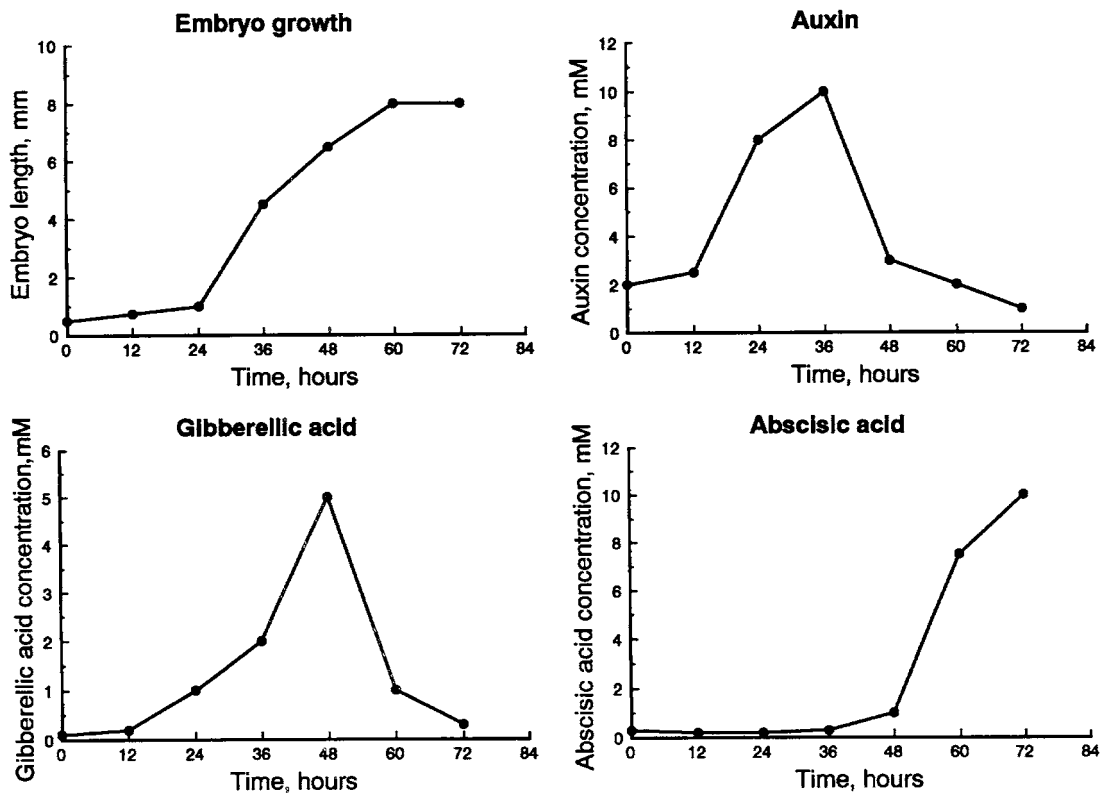 Embryo growth
Embryo length, mm
10
8
6
4
2
0
0 12 24 36 48 60 72 84
Time, hours
Auxin
Auxin concentration, mM
12
10
8
6
4
2
0
0 12 24 36 48 60 72 84
Time, hours
Gibberellic acid
Gibberellic acid concentration,mM
6
5
4
3
2
1
0
0 12 24 36 48 60 72 84
Time, hours
Abscisic acid
Abscisic acid concentration, mM
12
10
8
6
4
2
0
0 12 24 36 48 60 72 84
Time, hours